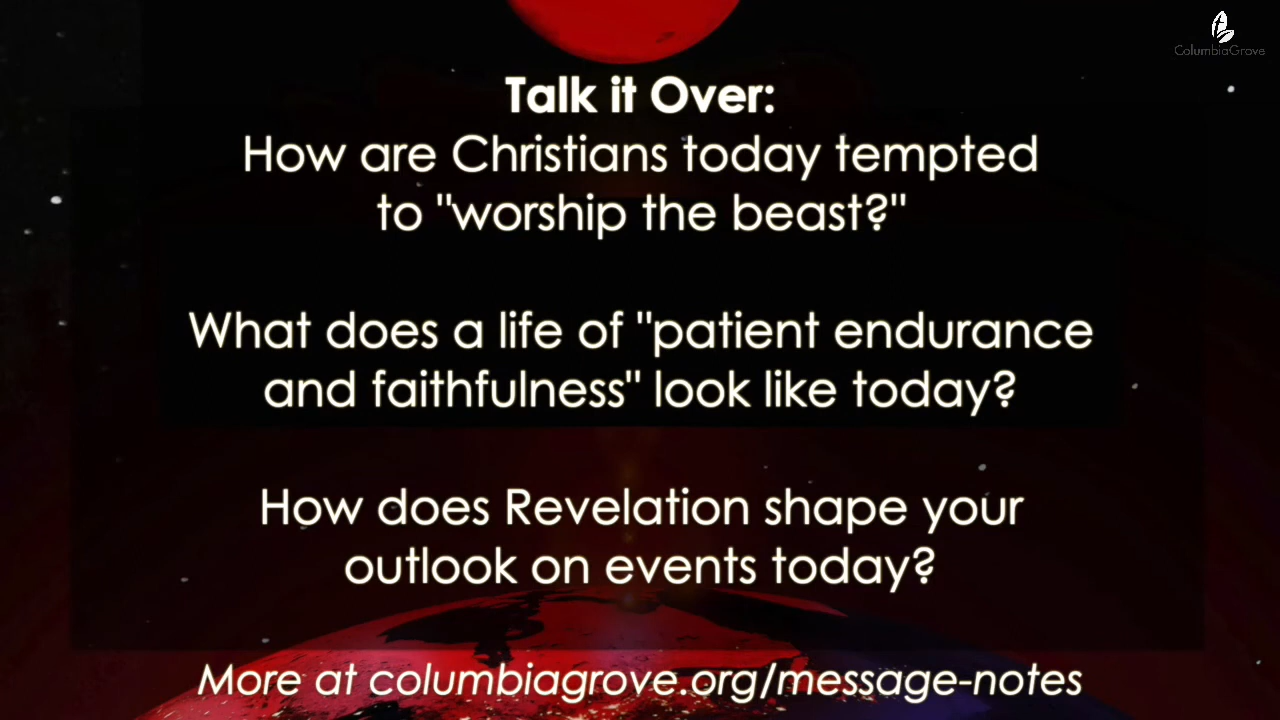 ColumbiaGrove
Talk it Over:
How are Christians today tempted
to "worship the beast?"
What does a life of "patient endurance
and faithfulness" look like today?
How does Revelation shape your
outlook on events today?
More at columbiagrove.org/message-notes